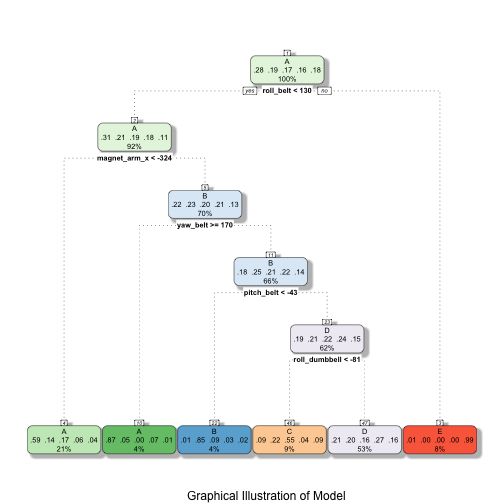 1
A
.28 .19 .17 .16 .18
100%
yes roll_belt < 130 no
2
A
.31 .21 .19 .18 .11
92%
magnet_arm_x < -324
5
B
.22 .23 .20 .21 .13
70%
yaw_belt >= 170
11
B
.18 .25 .21 .22 .14
66%
pitch_belt < -43
23
D
.19 .21 .22 .24 .15
62%
roll_dumbbell < -81
4 10 22 46 47 3
A A B C D E
.59 .14 .17 .06 .04 .87 .05 .00 .07 .01 .01 .85 .09 .03 .02 .09 .22 .55 .04 .09 .21 .20 .16 .27 .16 .01 .00 .00 .00 .99
21% 4% 4% 9% 53% 8%
Graphical Illustration of Model